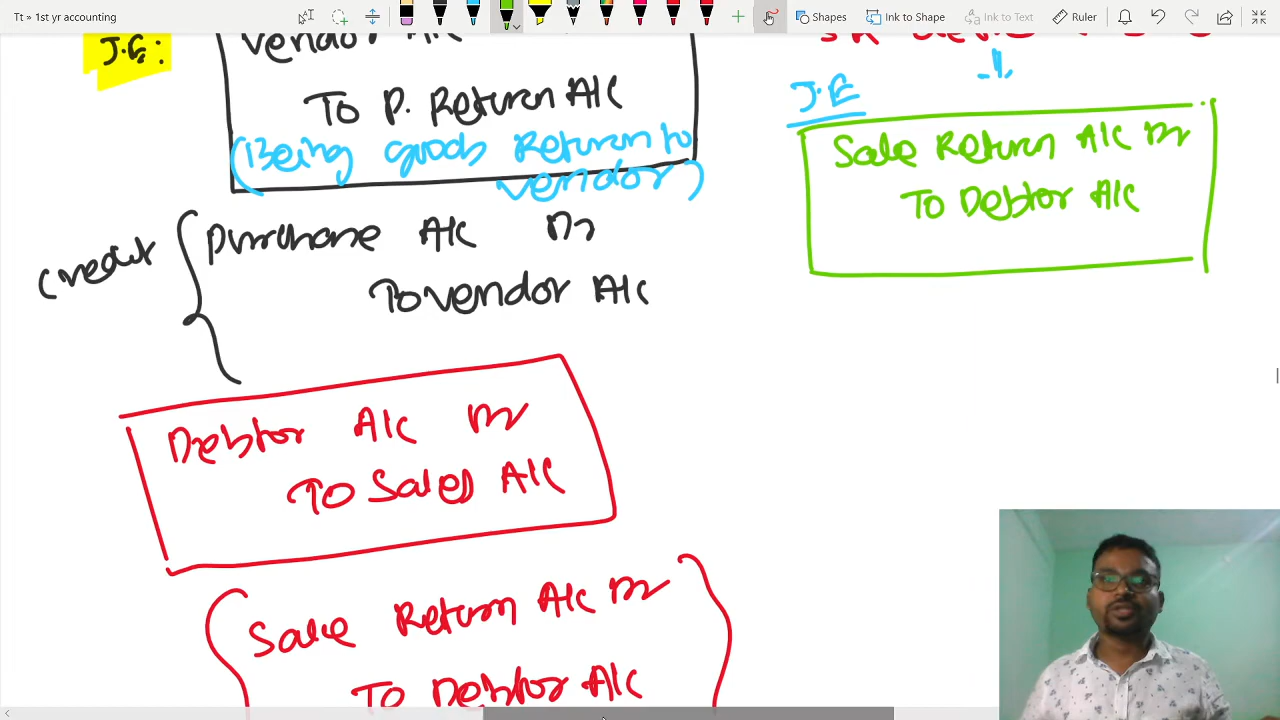 Tt » 1st yr accounting
Shapes
Ink to Shape
Ink to Text
Ruler
J.E:
vendor A/C
To P. Return A/C
(Being goods Return to
vendor)
Credit
Purchase A/C Dr
To vendor A/C
Debtor A/C Dr
To Sales A/C
Sale Return A/C Dr
To Debtor A/C
J.E
Sale Return A/C Dr
To Debtor A/C